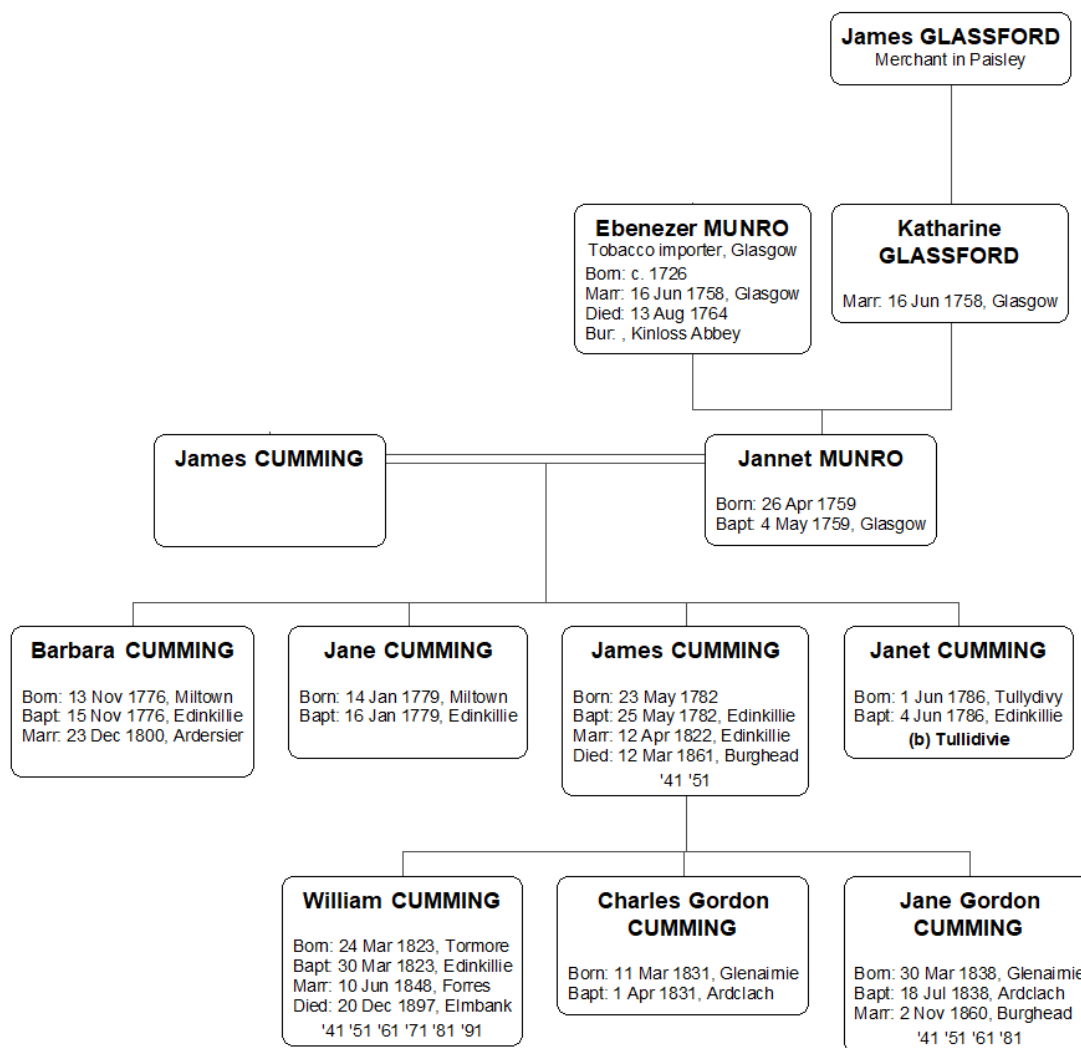 James GLASSFORD
Merchant in Paisley
Ebenezer MUNRO
Tobacco importer, Glasgow
Born: c. 1726
Marr: 16 Jun 1758, Glasgow
Died: 13 Aug 1764
Bur: , Kinloss Abbey
Katharine
GLASSFORD
Marr: 16 Jun 1758, Glasgow
James CUMMING
Jannet MUNRO
Born: 26 Apr 1759
Bapt: 4 May 1759, Glasgow
Barbara CUMMING
Born: 13 Nov 1776, Miltown
Bapt: 15 Nov 1776, Edinkillie
Marr: 23 Dec 1800, Ardersier
Jane CUMMING
Born: 14 Jan 1779, Miltown
Bapt: 16 Jan 1779, Edinkillie
James CUMMING
Born: 23 May 1782
Bapt: 25 May 1782, Edinkillie
Marr: 12 Apr 1822, Edinkillie
Died: 12 Mar 1861, Burghead
'41 '51
Janet CUMMING
Born: 1 Jun 1786, Tullydivy
Bapt: 4 Jun 1786, Edinkillie
(b) Tullidivie
William CUMMING
Born: 24 Mar 1823, Tormore
Bapt: 30 Mar 1823, Edinkillie
Marr: 10 Jun 1848, Forres
Died: 20 Dec 1897, Elmbank
'41 '51 '61 '71 '81 '91
Charles Gordon
CUMMING
Born: 11 Mar 1831, Glenairnie
Bapt: 1 Apr 1831, Ardclach
Jane Gordon
CUMMING
Born: 30 Mar 1838, Glenairnie
Bapt: 18 Jul 1838, Ardclach
Marr: 2 Nov 1860, Burghead
'41 '51 '61 '81